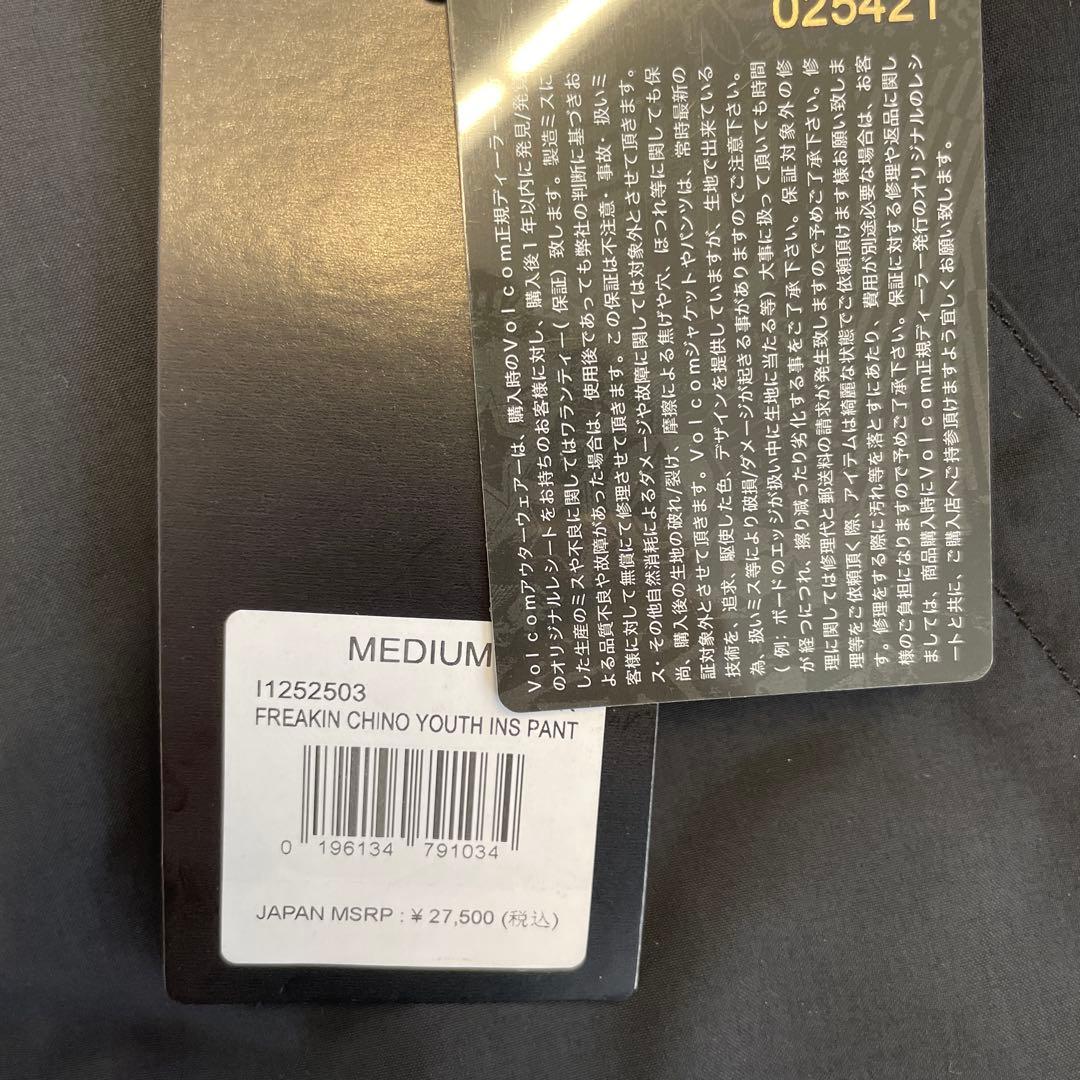 025421
Volcomアウターウェアーは、購入時のVolcom正規ディーラー
のオリジナルレシートをお持ちのお客様に対し、購入後1年以内に発見/発覚
した生産のミスや不良に関してはワランティー(保証)致します。製造ミスに
よる品質不良や故障があった場合は、使用後であっても弊社の判断に基づきお
客様に対して無償にて修理させて頂きます。この保証は不注意・事故・扱いミ
ス・その他自然消耗によるダメージや故障に関しては対象外とさせて頂きます。
尚、購入後の生地の破れ/裂け、摩擦による焦げや穴、ほつれ等に関しても保
証対象外とさせて頂きます。Volcomジャケットやパンツは、常時最新の
技術を、追求、駆使した色、デザインを提供していますが、生地で出来ている
為、扱いミス等により破損/ダメージが起きる事がありますのでご注意下さい。
(例:ボードのエッジが扱い中に生地に当たる等)大事に扱って頂いても時間
が経つにつれ、擦り減ったり劣化する事をご了承下さい。保証対象外の修
理に関しては修理代と郵送料の請求が発生致しますので予めご了承下さい。修
理等をご依頼頂く際、アイテムは綺麗な状態でご依頼頂けます様お願い致しま
す。修理をする際に汚れ等を落とすにあたり、費用が別途必要な場合は、お客
様のご負担になりますので予めご了承下さい。保証に対する修理や返品に関し
ましては、商品購入時にVolcom正規ディーラー発行のオリジナルのレシ
ートと共に、ご購入店へご持参頂けますよう宜しくお願い致します。
MEDIUM
I1252503
FREAKIN CHINO YOUTH INS PANT
0 196134 791034
JAPAN MSRP : ¥ 27,500 (税込)